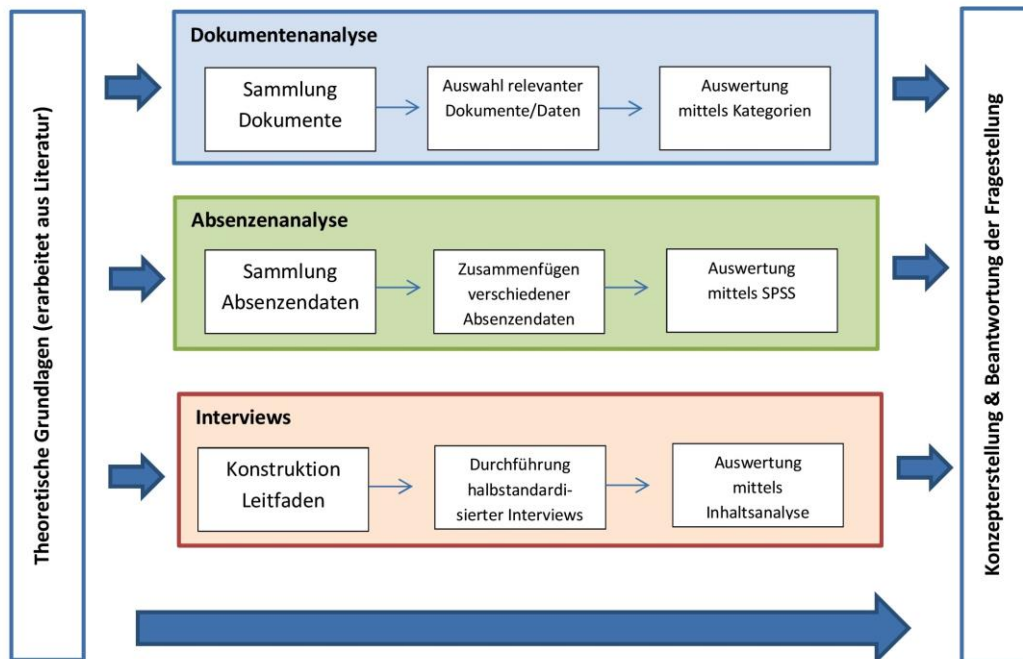 Theoretische Grundlagen (erarbeitet aus Literatur)
Dokumentenanalyse
Sammlung
Dokumente
Auswahl relevanter
Dokumente/Daten
Auswertung
mittels Kategorien
Absenzenanalyse
Sammlung
Absenzendaten
Zusammenfügen
verschiedener
Absenzendaten
Auswertung
mittels SPSS
Interviews
Konstruktion
Leitfaden
Durchführung
halbstandardi-
sierter Interviews
Auswertung
mittels
Inhaltsanalyse
Konzepterstellung & Beantwortung der Fragestellung